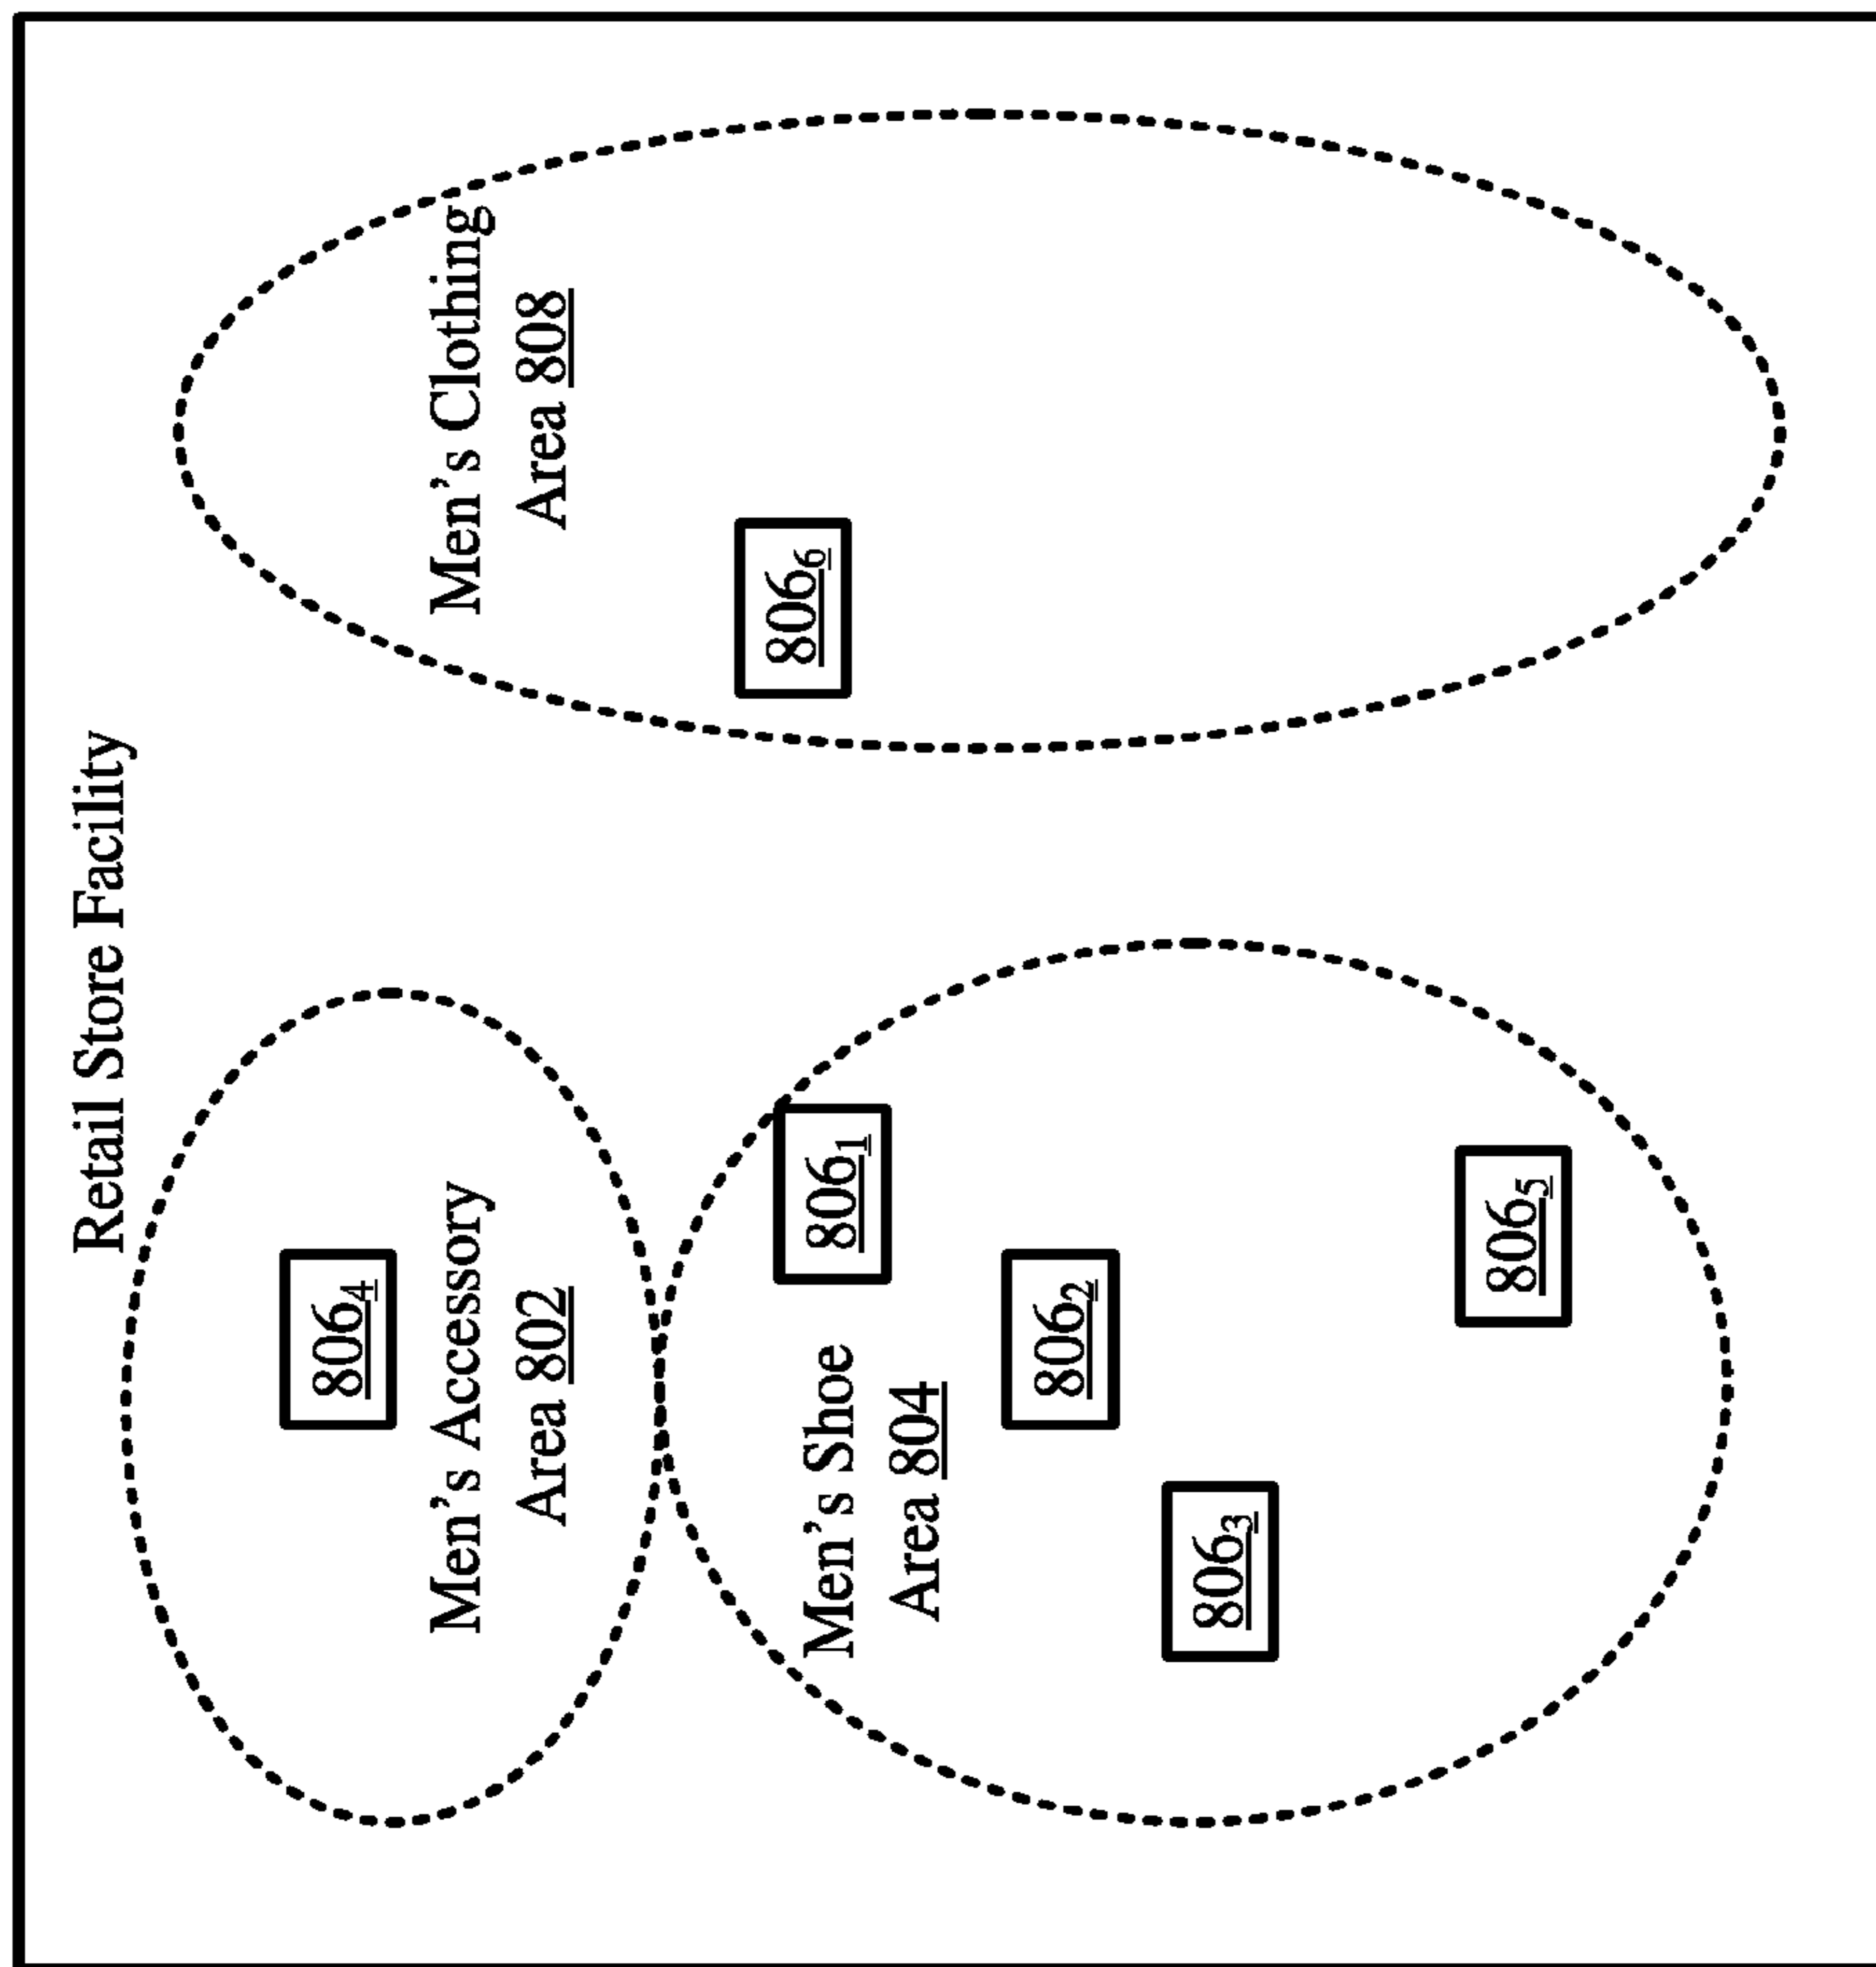 Retail Store Facility
806₄
Men's Accessory
Area 802
Men's Shoe
Area 804
806₁
806₂
806₃
806₅
Men's Clothing
Area 808
806₆